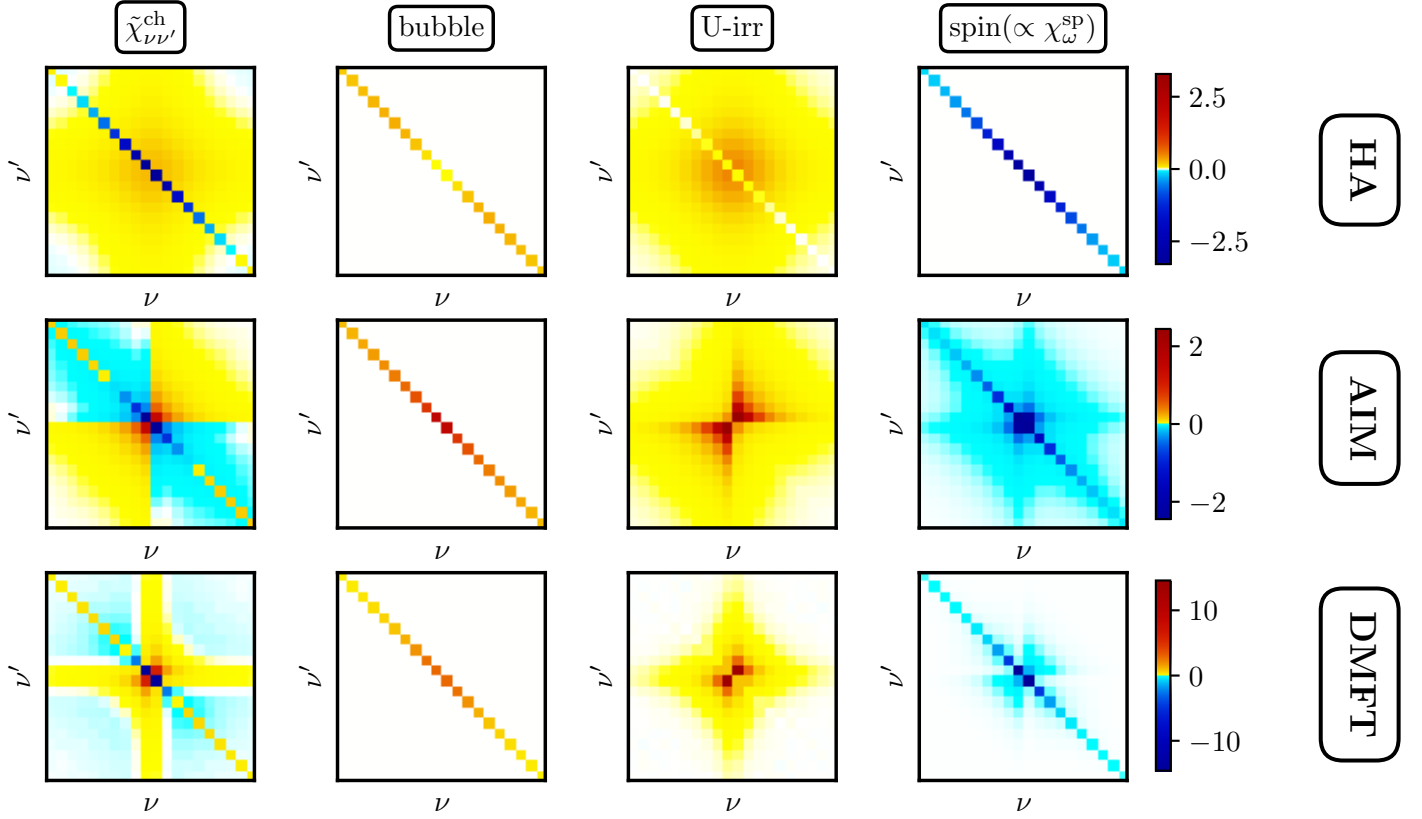 χ̃^ch_νν′ bubble U-irr spin(∝ χ^sp_ω)
ν′ ν′ ν′ ν′ 2.5 0.0 −2.5 HA
ν ν ν ν
ν′ ν′ ν′ ν′ 2 0 −2 AIM
ν ν ν ν
ν′ ν′ ν′ ν′ 10 0 −10 DMFT
ν ν ν ν